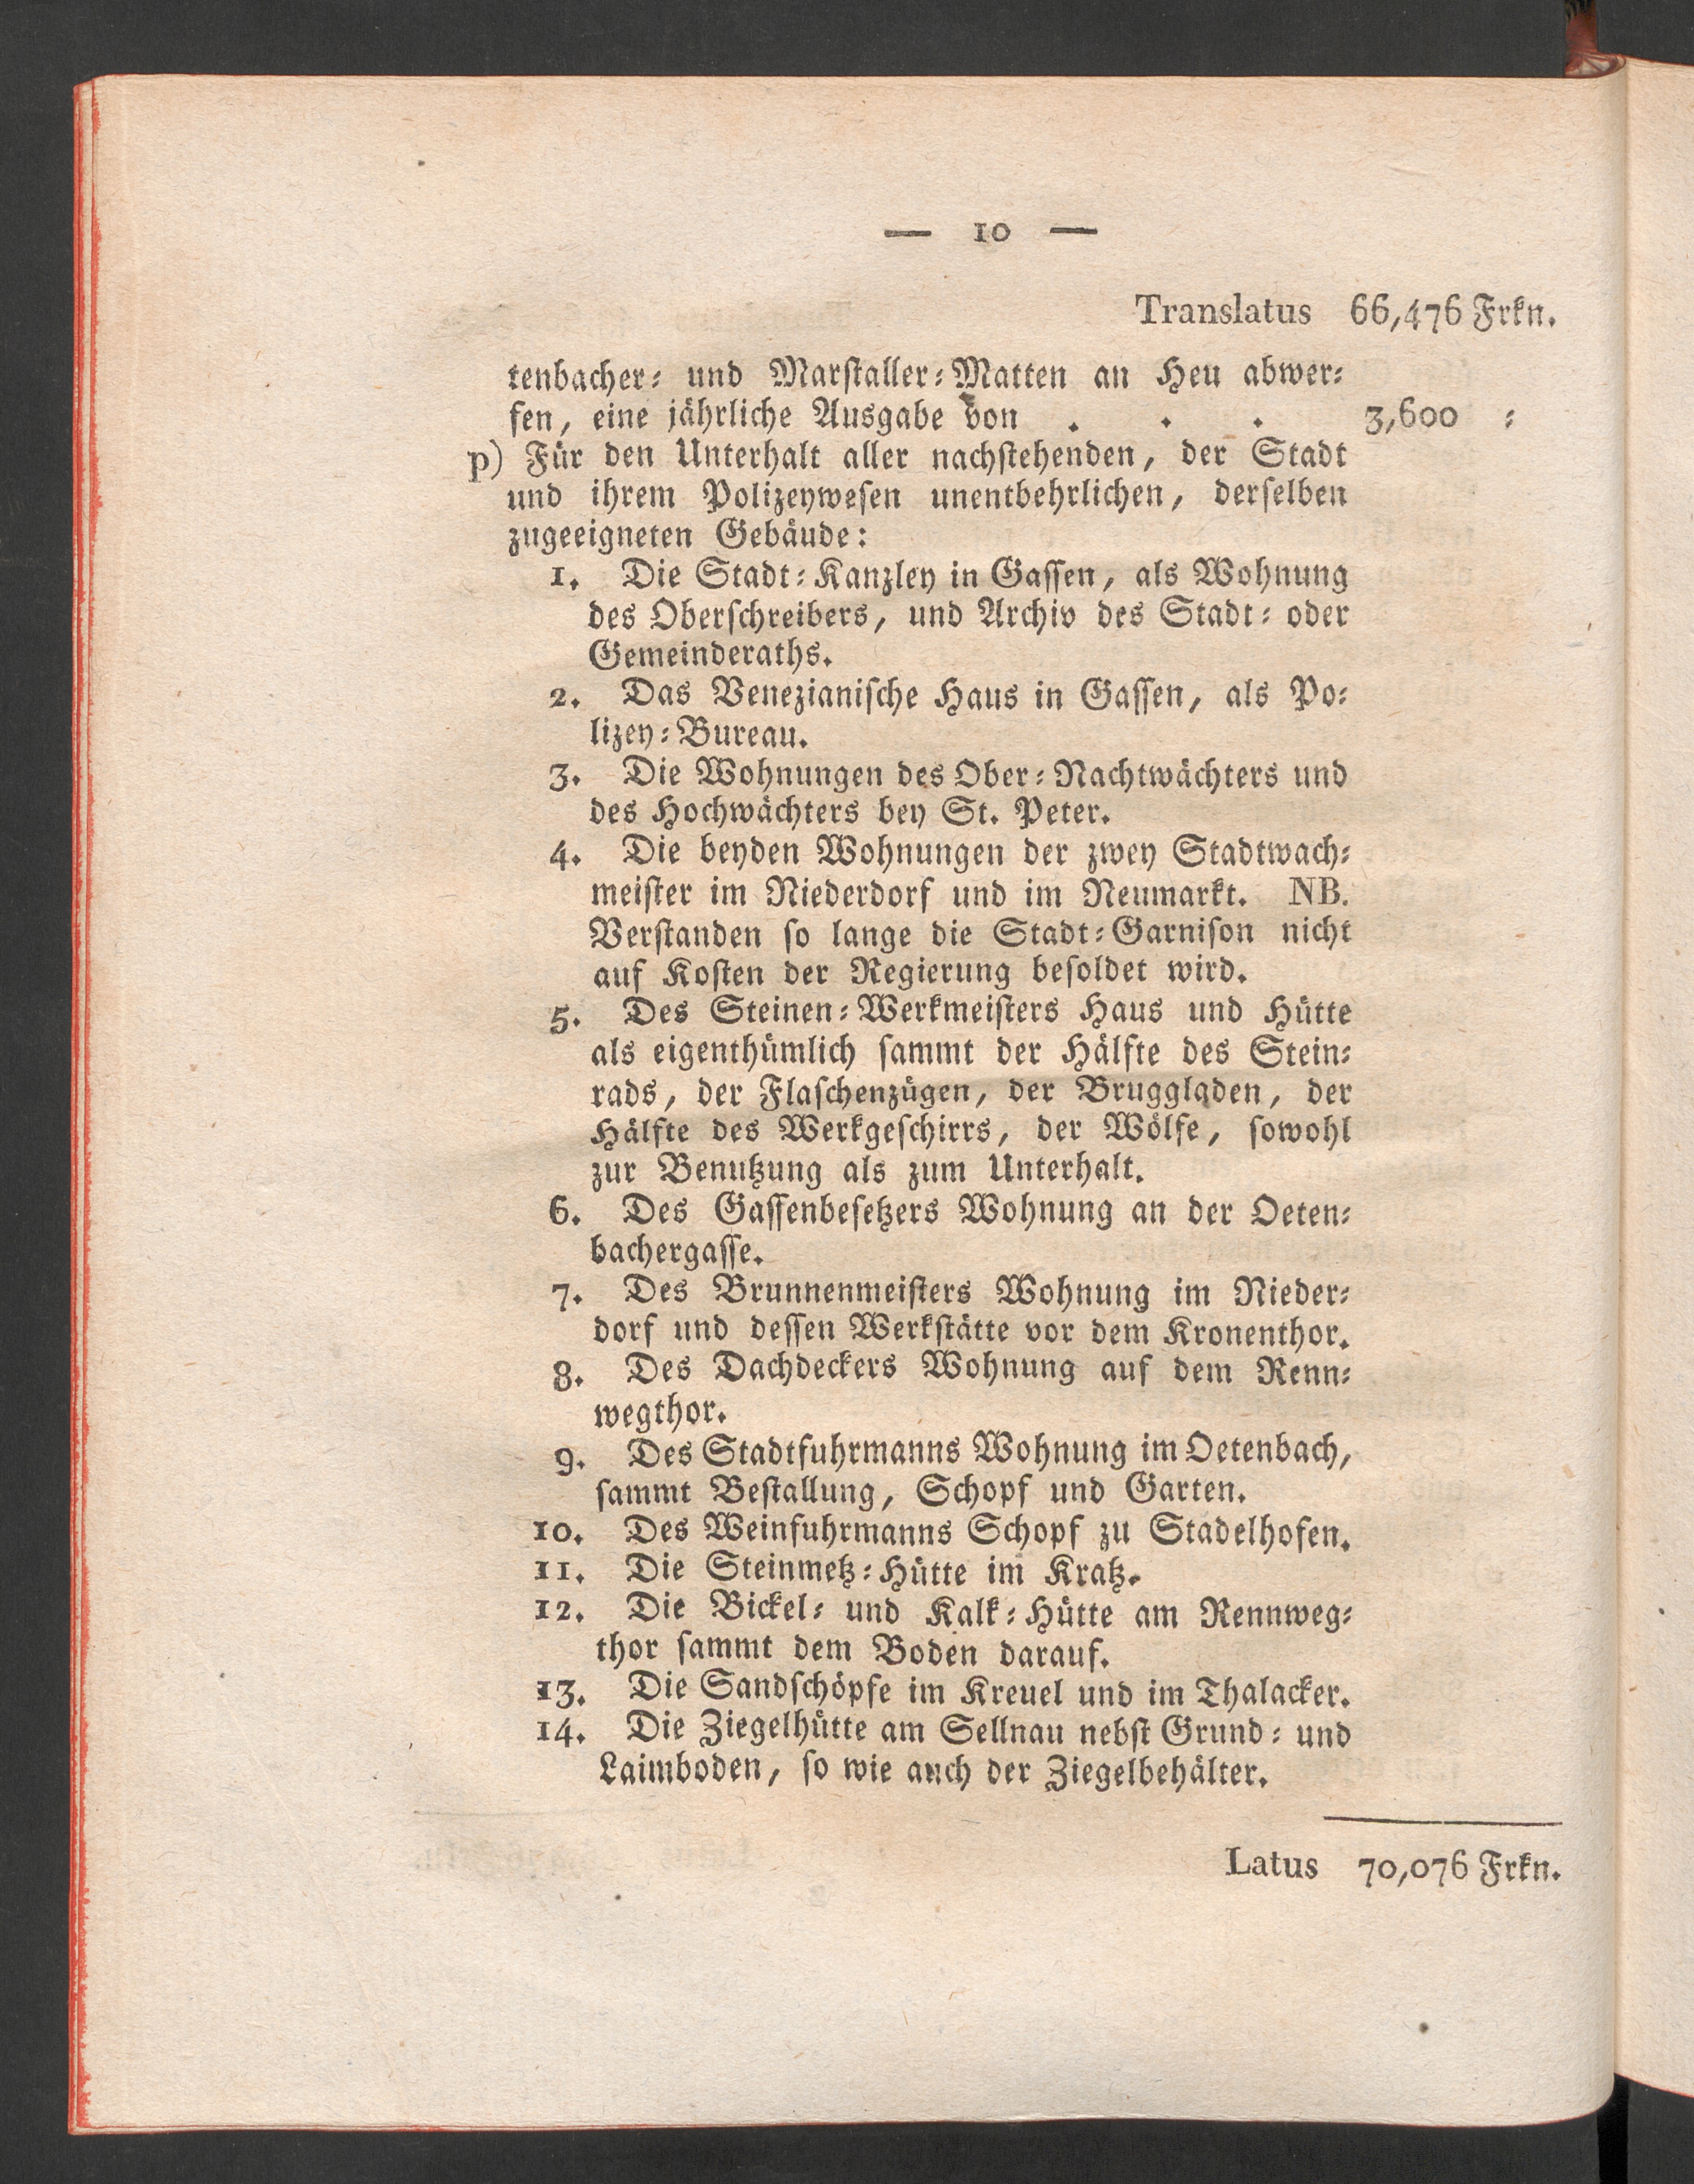 — 10 —
Translatus 66,476 Frkn.
tenbacher= und Marstaller=Matten an Heu abwer=
fen, eine jährliche Ausgabe von . . . 3,600 =
p) Für den Unterhalt aller nachstehenden, der Stadt
und ihrem Polizeywesen unentbehrlichen, derselben
zugeeigneten Gebäude:
1. Die Stadt=Kanzley in Gassen, als Wohnung
des Oberschreibers, und Archiv des Stadt= oder
Gemeinderaths.
2. Das Venezianische Haus in Gassen, als Po=
lizey=Bureau.
3. Die Wohnungen des Ober=Nachtwächters und
des Hochwächters bey St. Peter.
4. Die beyden Wohnungen der zwey Stadtwach=
meister im Niederdorf und im Neumarkt. NB.
Verstanden so lange die Stadt=Garnison nicht
auf Kosten der Regierung besoldet wird.
5. Des Steinen=Werkmeisters Haus und Hütte
als eigenthümlich sammt der Hälfte des Stein=
rads, der Flaschenzügen, der Bruggladen, der
Hälfte des Werkgeschirrs, der Wölfe, sowohl
zur Benutzung als zum Unterhalt.
6. Des Gassenbesetzers Wohnung an der Oeten=
bachergasse.
7. Des Brunnenmeisters Wohnung im Nieder=
dorf und dessen Werkstätte vor dem Kronenthor.
8. Des Dachdeckers Wohnung auf dem Renn=
wegthor.
9. Des Stadtfuhrmanns Wohnung im Oetenbach,
sammt Bestallung, Schopf und Garten.
10. Des Weinfuhrmanns Schopf zu Stadelhofen.
11. Die Steinmetz=Hütte im Kratz.
12. Die Bickel= und Kalk=Hütte am Rennweg=
thor sammt dem Boden darauf.
13. Die Sandschöpfe im Kreuel und im Thalacker.
14. Die Ziegelhütte am Sellnau nebst Grund= und
Laimboden, so wie auch der Ziegelbehälter.
Latus 70,076 Frkn.